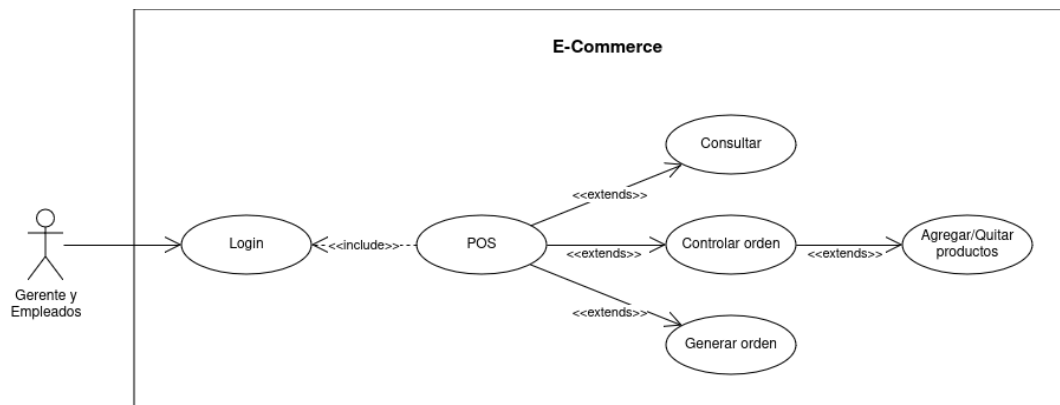 E-Commerce
Consultar
<<extends>>
Login
<<include>>
POS
<<extends>>
Controlar orden
<<extends>>
Agregar/Quitar
productos
Gerente y
Empleados
<<extends>>
Generar orden